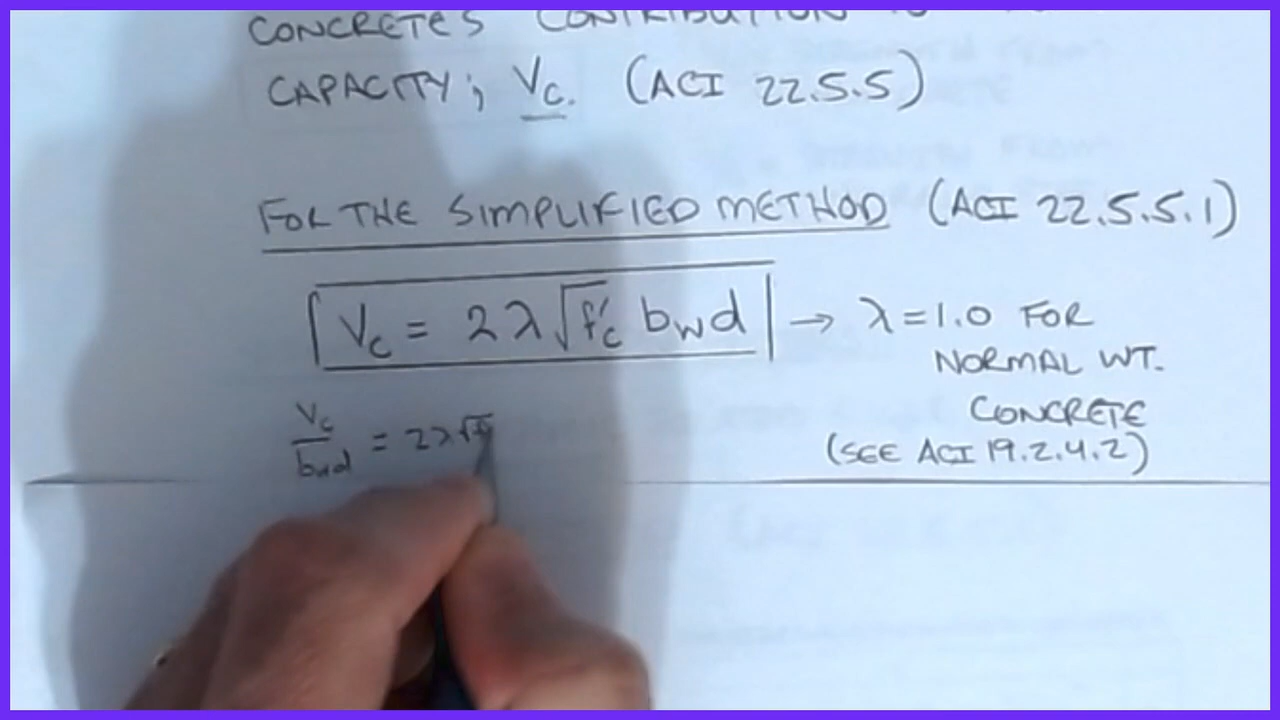 CONCRETE'S CONTRIBUTION
CAPACITY; Vc. (ACI 22.5.5)
FOR THE SIMPLIFIED METHOD (ACI 22.5.5.1)
Vc = 2λ√f'c bwd → λ = 1.0 FOR
NORMAL WT.
CONCRETE
(SEE ACI 19.2.4.2)
Vc/bwd = 2λ√f